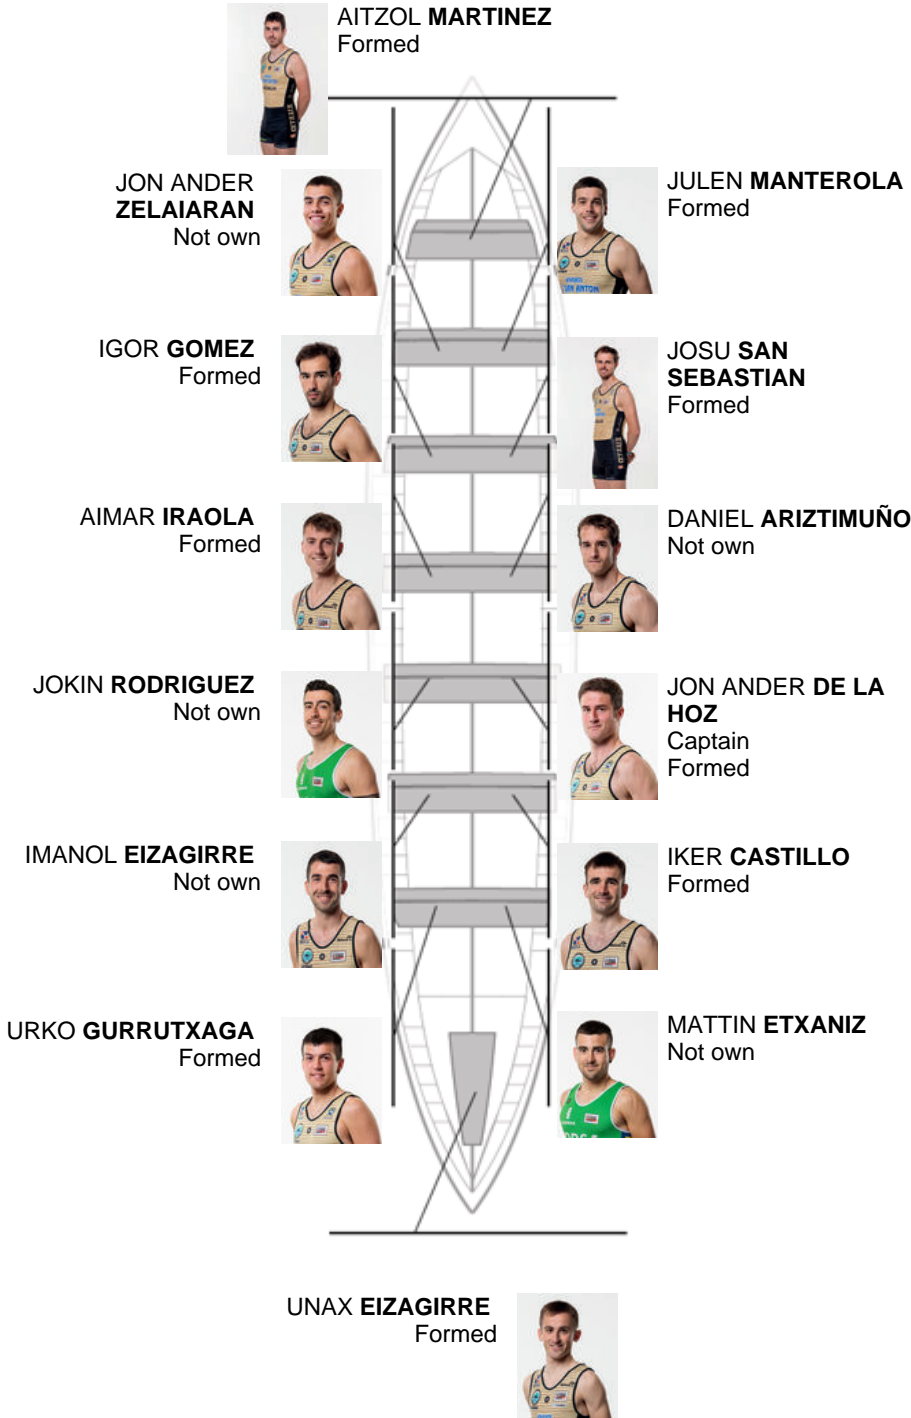 AITZOL MARTINEZ
Formed
JON ANDER
ZELAIARAN
Not own
JULEN MANTEROLA
Formed
IGOR GOMEZ
Formed
JOSU SAN
SEBASTIAN
Formed
AIMAR IRAOLA
Formed
DANIEL ARIZTIMUÑO
Not own
JOKIN RODRIGUEZ
Not own
JON ANDER DE LA
HOZ
Captain
Formed
IMANOL EIZAGIRRE
Not own
IKER CASTILLO
Formed
URKO GURRUTXAGA
Formed
MATTIN ETXANIZ
Not own
UNAX EIZAGIRRE
Formed